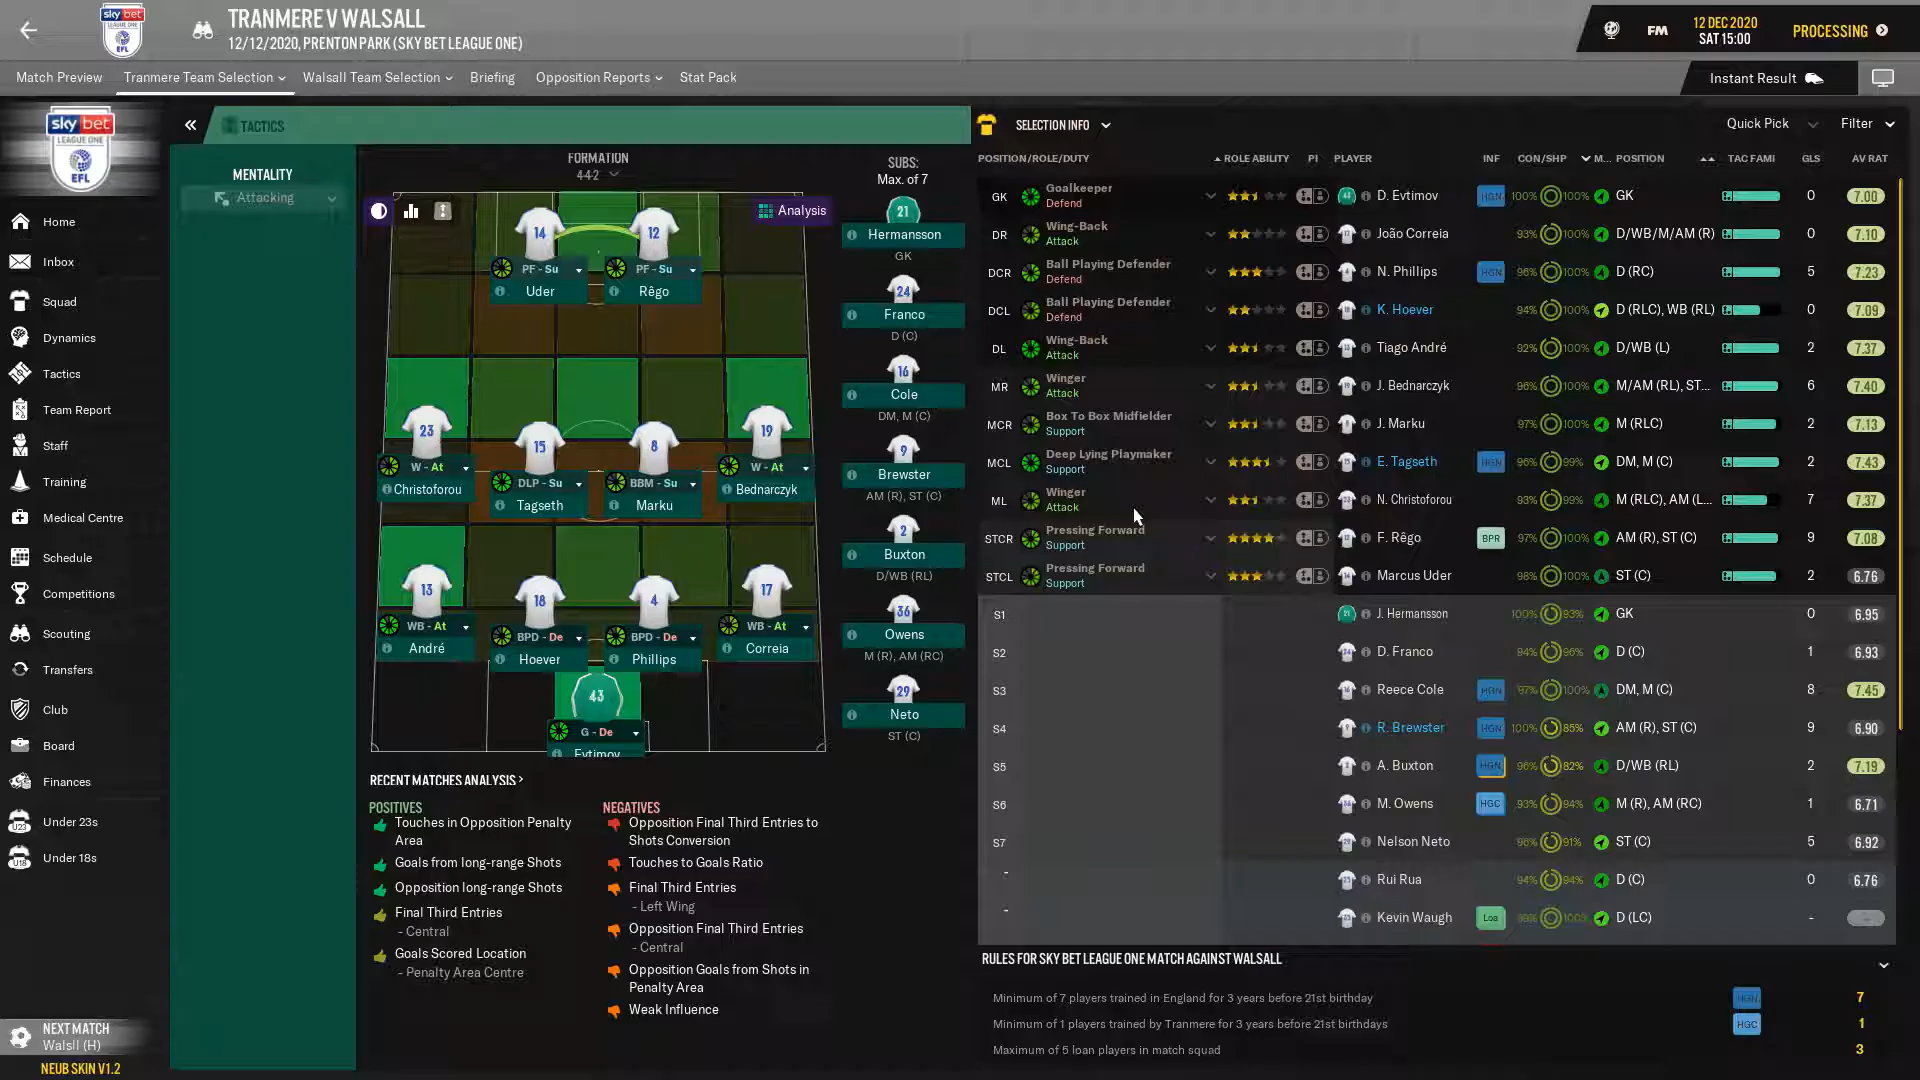 sky bet
LEAGUE ONE
EFL
TRANMERE V WALSALL
12/12/2020, PRENTON PARK (SKY BET LEAGUE ONE)
FM
12 DEC 2020
SAT 15:00
PROCESSING
Match Preview
Tranmere Team Selection
Walsall Team Selection
Briefing
Opposition Reports
Stat Pack
Instant Result
sky bet
LEAGUE ONE
EFL
Home
Inbox
Squad
Dynamics
Tactics
Team Report
Staff
Training
Medical Centre
Schedule
Competitions
Scouting
Transfers
Club
Board
Finances
U23 Under 23s
U18 Under 18s
NEXT MATCH
Walsll (H)
NEUB SKIN V1.2
TACTICS
MENTALITY
Attacking
FORMATION
4-4-2
Analysis
14
PF - Su
Uder
12
PF - Su
Rêgo
23
W - At
Christoforou
15
DLP - Su
Tagseth
8
BBM - Su
Marku
19
W - At
Bednarczyk
13
WB - At
André
18
BPD - De
Hoever
4
BPD - De
Phillips
17
WB - At
Correia
43
G - De
Evtimov
SUBS:
Max. of 7
21
Hermansson
GK
24
Franco
D (C)
16
Cole
DM, M (C)
9
Brewster
AM (R), ST (C)
2
Buxton
D/WB (RL)
36
Owens
M (R), AM (RC)
29
Neto
ST (C)
RECENT MATCHES ANALYSIS >
POSITIVES
Touches in Opposition Penalty
Area
Goals from long-range Shots
Opposition long-range Shots
Final Third Entries
- Central
Goals Scored Location
- Penalty Area Centre
NEGATIVES
Opposition Final Third Entries to
Shots Conversion
Touches to Goals Ratio
Final Third Entries
- Left Wing
Opposition Final Third Entries
- Central
Opposition Goals from Shots in
Penalty Area
Weak Influence
SELECTION INFO
Quick Pick
Filter
POSITION/ROLE/DUTY ROLE ABILITY PI PLAYER INF CON/SHP M... POSITION TAC FAMI GLS AV RAT
GK Goalkeeper Defend D. Evtimov HGN 100% 100% GK 0 7.00
DR Wing-Back Attack João Correia 93% 100% D/WB/M/AM (R) 0 7.10
DCR Ball Playing Defender Defend N. Phillips HGN 96% 100% D (RC) 5 7.23
DCL Ball Playing Defender Defend K. Hoever 94% 100% D (RLC), WB (RL) 0 7.09
DL Wing-Back Attack Tiago André 92% 100% D/WB (L) 2 7.37
MR Winger Attack J. Bednarczyk 96% 100% M/AM (RL), ST... 6 7.40
MCR Box To Box Midfielder Support J. Marku 97% 100% M (RLC) 2 7.13
MCL Deep Lying Playmaker Support E. Tagseth HGN 96% 99% DM, M (C) 2 7.43
ML Winger Attack N. Christoforou 93% 99% M (RLC), AM (L... 7 7.37
STCR Pressing Forward Support F. Rêgo BPR 97% 100% AM (R), ST (C) 9 7.08
STCL Pressing Forward Support Marcus Uder 98% 100% ST (C) 2 6.76
S1 J. Hermansson 100% 93% GK 0 6.95
S2 D. Franco 94% 96% D (C) 1 6.93
S3 Reece Cole HGN 97% 100% DM, M (C) 8 7.45
S4 R. Brewster HGN 100% 85% AM (R), ST (C) 9 6.90
S5 A. Buxton HGN 96% 82% D/WB (RL) 2 7.19
S6 M. Owens HGC 93% 94% M (R), AM (RC) 1 6.71
S7 Nelson Neto 98% 91% ST (C) 5 6.92
- Rui Rua 94% 94% D (C) 0 6.76
- Kevin Waugh Loa 100% D (LC) -
RULES FOR SKY BET LEAGUE ONE MATCH AGAINST WALSALL
Minimum of 7 players trained in England for 3 years before 21st birthday HGN 7
Minimum of 1 players trained by Tranmere for 3 years before 21st birthdays HGC 1
Maximum of 5 loan players in match squad 3